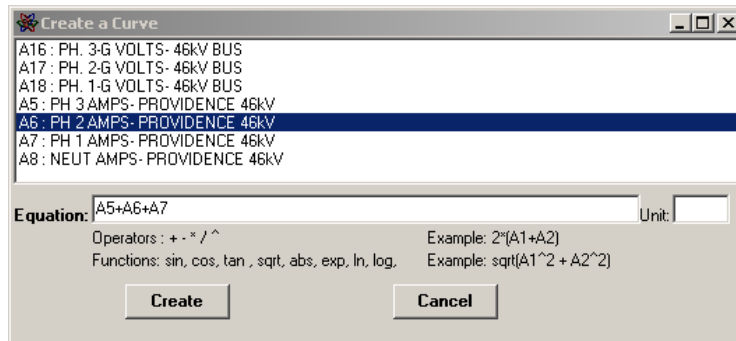 Create a Curve
A16 : PH. 3-G VOLTS- 46kV BUS
A17 : PH. 2-G VOLTS- 46kV BUS
A18 : PH. 1-G VOLTS- 46kV BUS
A5 : PH 3 AMPS- PROVIDENCE 46kV
A6 : PH 2 AMPS- PROVIDENCE 46kV
A7 : PH 1 AMPS- PROVIDENCE 46kV
A8 : NEUT AMPS- PROVIDENCE 46kV
Equation: A5+A6+A7 Unit:
Operators : + - * / ^ Example: 2*(A1+A2)
Functions: sin, cos, tan , sqrt, abs, exp, ln, log, Example: sqrt(A1^2 + A2^2)
Create Cancel